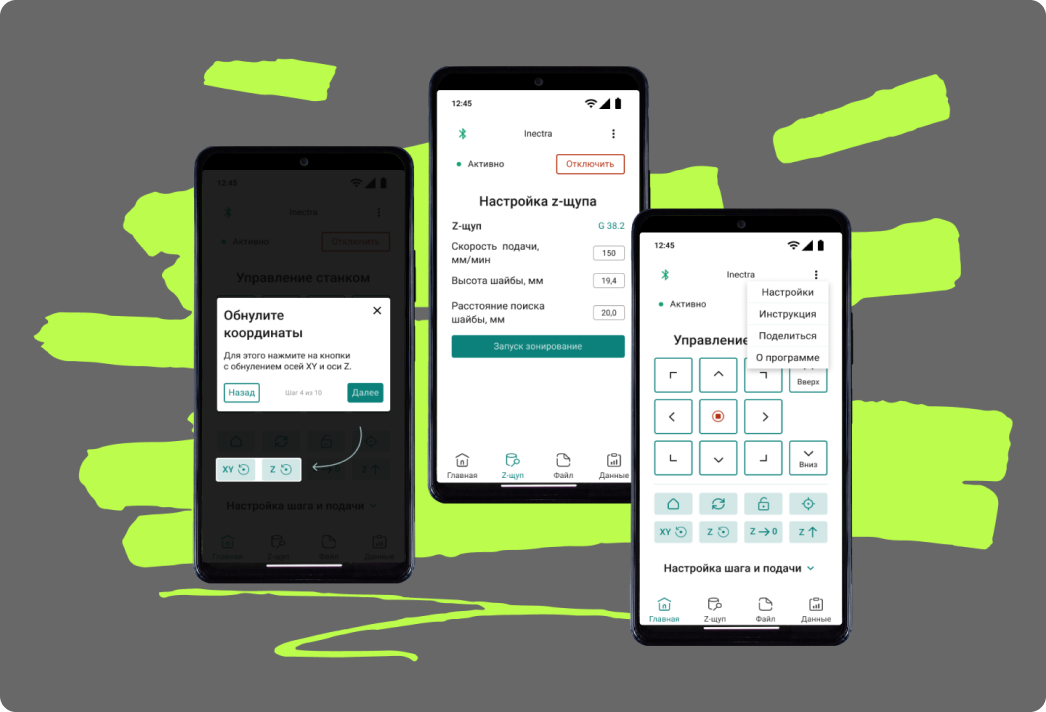 12:45
Inectra
Активно
Отключить
Управление станком
Обнулите
координаты
Для этого нажмите на кнопки
с обнулением осей XY и оси Z.
Назад
Шаг 4 из 10
Далее
XY
Z
Z
Настройка шага и подачи
Главная
Z-щуп
Файл
Данные
12:45
Inectra
Активно
Отключить
Настройка z-щупа
Z-щуп
G 38.2
Скорость подачи,
мм/мин
150
Высота шайбы, мм
19,4
Расстояние поиска
шайбы, мм
20,0
Запуск зонирование
Главная
Z-щуп
Файл
Данные
12:45
Inectra
Активно
Настройки
Инструкция
Поделиться
О программе
Управление
Вверх
Вниз
XY
Z
Z→0
Z↑
Настройка шага и подачи
Главная
Z-щуп
Файл
Данные